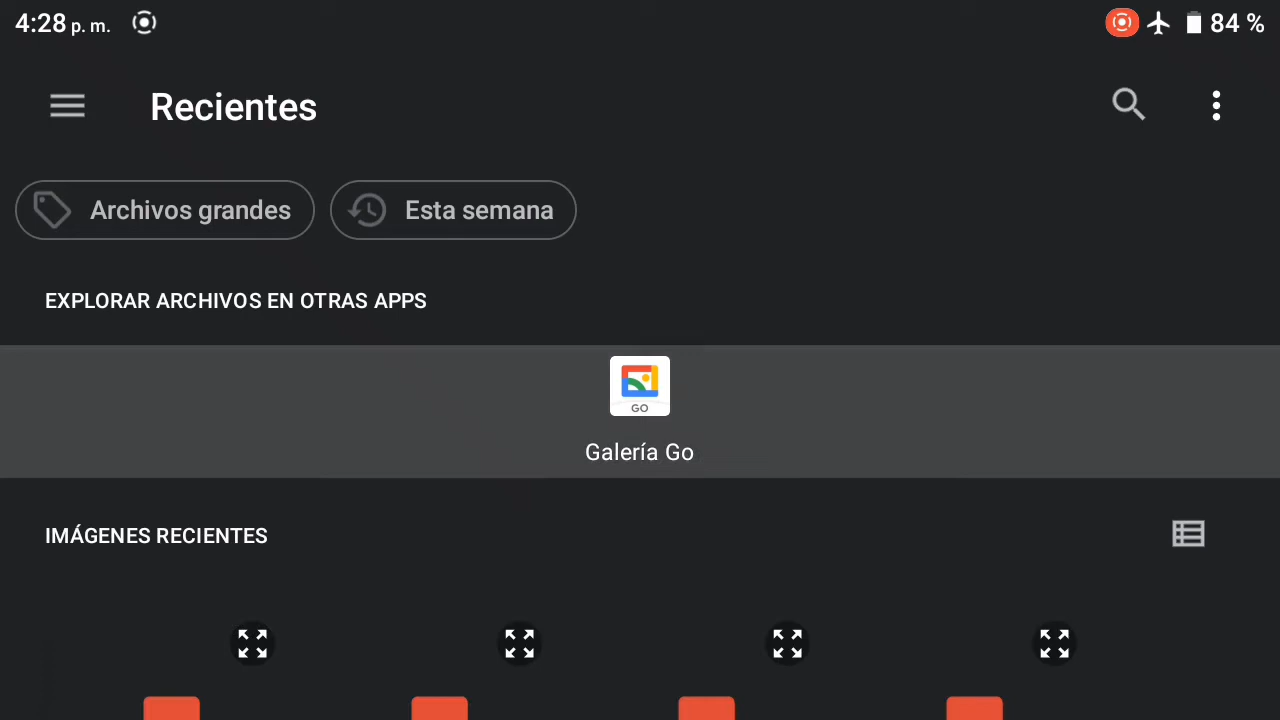 4:28 p. m.
84 %
Recientes
Archivos grandes
Esta semana
EXPLORAR ARCHIVOS EN OTRAS APPS
GO
Galería Go
IMÁGENES RECIENTES